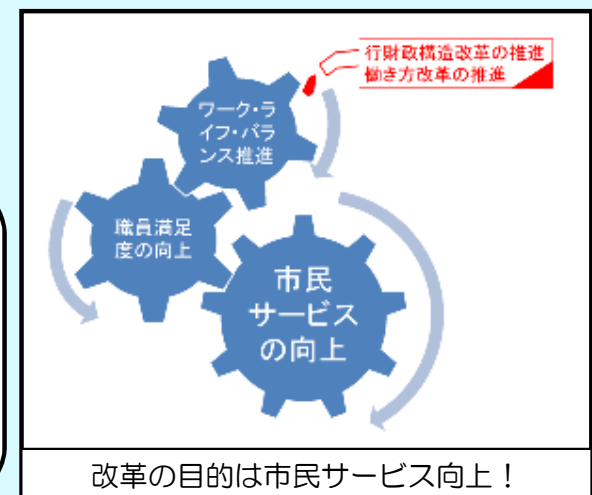 行財政構造改革の推進
働き方改革の推進
ワーク・ラ
イフ・バラ
ンス推進
職員満足
度の向上
市民
サービス
の向上
改革の目的は市民サービス向上！